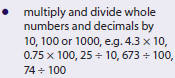 • multiply and divide whole
numbers and decimals by
10, 100 or 1000, e.g. 4.3 × 10,
0.75 × 100, 25 ÷ 10, 673 ÷ 100,
74 ÷ 100